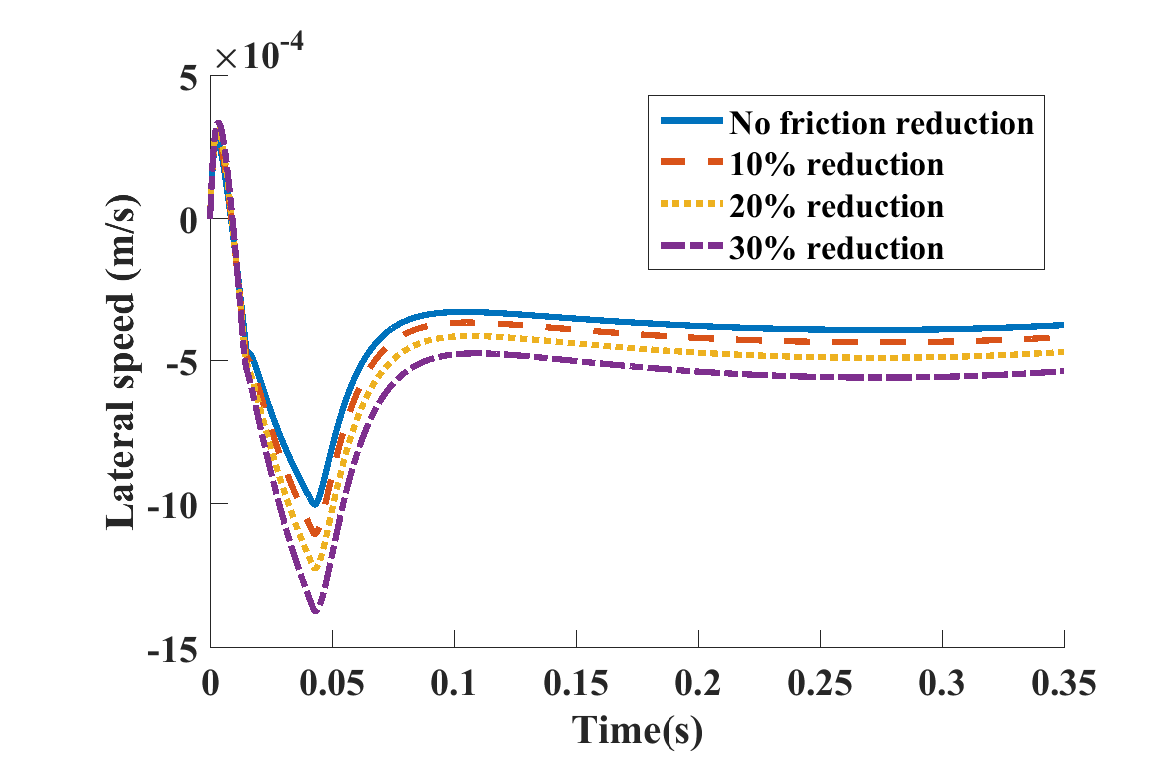 ×10-4
5
0
-5
-10
-15
Lateral speed (m/s)
No friction reduction
10% reduction
20% reduction
30% reduction
0 0.05 0.1 0.15 0.2 0.25 0.3 0.35
Time(s)